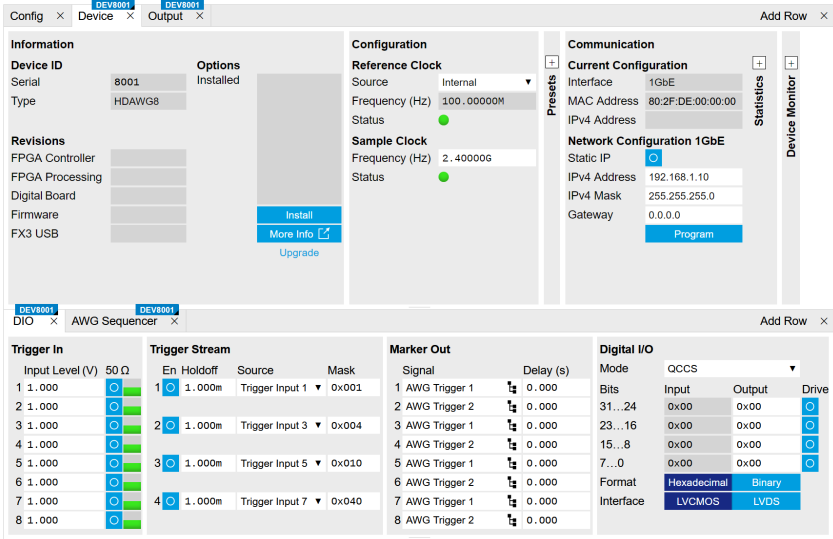 DEV8001 DEV8001
Config × Device × Output × Add Row ×
Information
Device ID Options
Serial 8001 Installed
Type HDAWG8
Revisions
FPGA Controller
FPGA Processing
Digital Board
Firmware Install
FX3 USB More Info
Upgrade
Configuration
Reference Clock
Source Internal
Frequency (Hz) 100.00000M
Status
Sample Clock
Frequency (Hz) 2.40000G
Status
Presets
Communication
Current Configuration
Interface 1GbE
MAC Address 80:2F:DE:00:00:00
IPv4 Address
Network Configuration 1GbE
Static IP
IPv4 Address 192.168.1.10
IPv4 Mask 255.255.255.0
Gateway 0.0.0.0
Program
Statistics
Device Monitor
DEV8001 DEV8001
DIO × AWG Sequencer × Add Row ×
Trigger In
Input Level (V) 50 Ω
1 1.000
2 1.000
3 1.000
4 1.000
5 1.000
6 1.000
7 1.000
8 1.000
Trigger Stream
En Holdoff Source Mask
1 1.000m Trigger Input 1 0x001
2 1.000m Trigger Input 3 0x004
3 1.000m Trigger Input 5 0x010
4 1.000m Trigger Input 7 0x040
Marker Out
Signal Delay (s)
1 AWG Trigger 1 0.000
2 AWG Trigger 2 0.000
3 AWG Trigger 1 0.000
4 AWG Trigger 2 0.000
5 AWG Trigger 1 0.000
6 AWG Trigger 2 0.000
7 AWG Trigger 1 0.000
8 AWG Trigger 2 0.000
Digital I/O
Mode QCCS
Bits Input Output Drive
31...24 0x00 0x00
23...16 0x00 0x00
15...8 0x00 0x00
7...0 0x00 0x00
Format Hexadecimal Binary
Interface LVCMOS LVDS